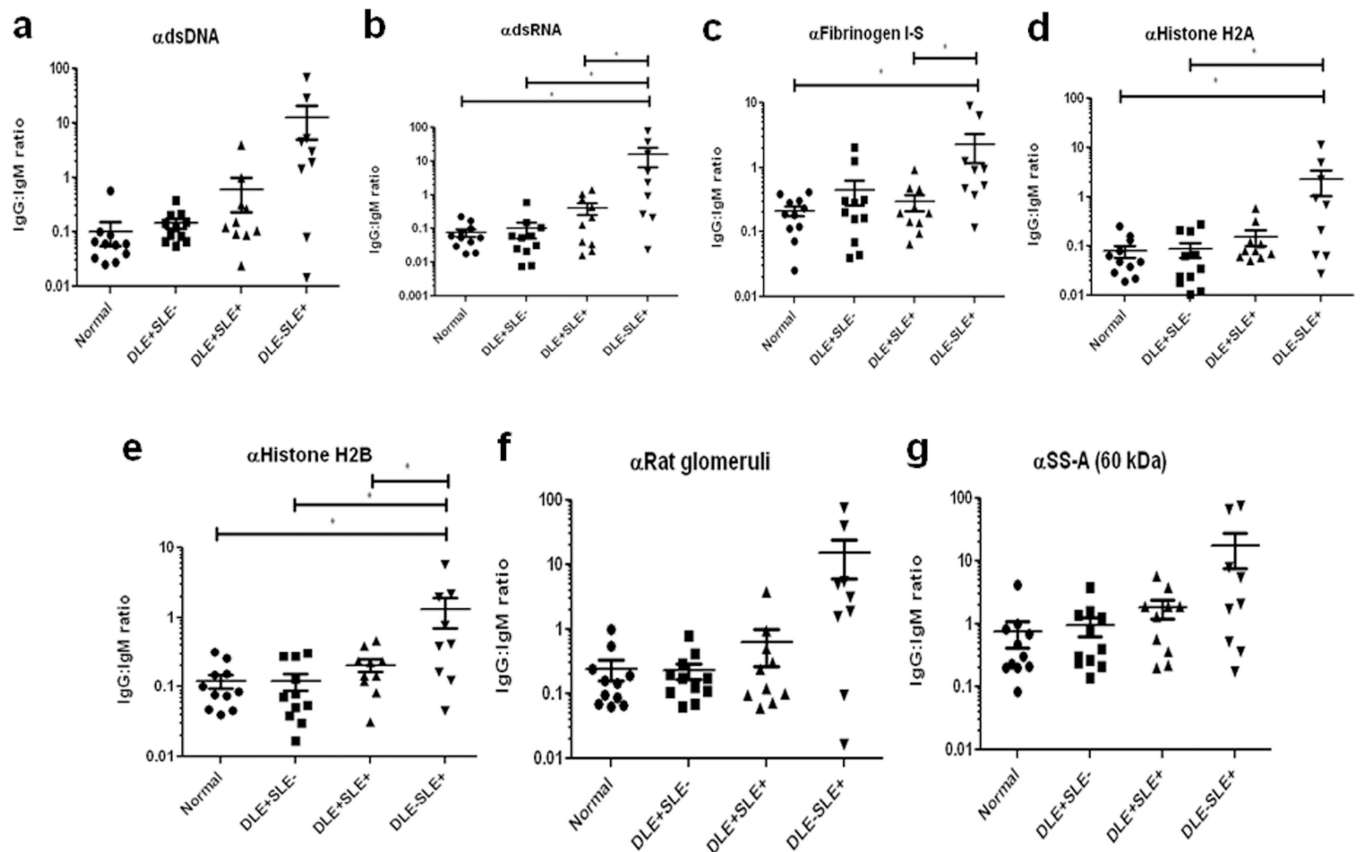 a
αdsDNA
IgG:IgM ratio
100
10
1
0.1
0.01
Normal
DLE+SLE-
DLE+SLE+
DLE-SLE+
b
αdsRNA
*
*
*
IgG:IgM ratio
100
10
1
0.1
0.01
0.001
Normal
DLE+SLE-
DLE+SLE+
DLE-SLE+
c
αFibrinogen I-S
*
*
IgG:IgM ratio
10
1
0.1
0.01
Normal
DLE+SLE-
DLE+SLE+
DLE-SLE+
d
αHistone H2A
*
*
IgG:IgM ratio
100
10
1
0.1
0.01
Normal
DLE+SLE-
DLE+SLE+
DLE-SLE+
e
αHistone H2B
*
*
*
IgG:IgM ratio
10
1
0.1
0.01
Normal
DLE+SLE-
DLE+SLE+
DLE-SLE+
f
αRat glomeruli
IgG:IgM ratio
100
10
1
0.1
0.01
Normal
DLE+SLE-
DLE+SLE+
DLE-SLE+
g
αSS-A (60 kDa)
IgG:IgM ratio
100
10
1
0.1
0.01
Normal
DLE+SLE-
DLE+SLE+
DLE-SLE+